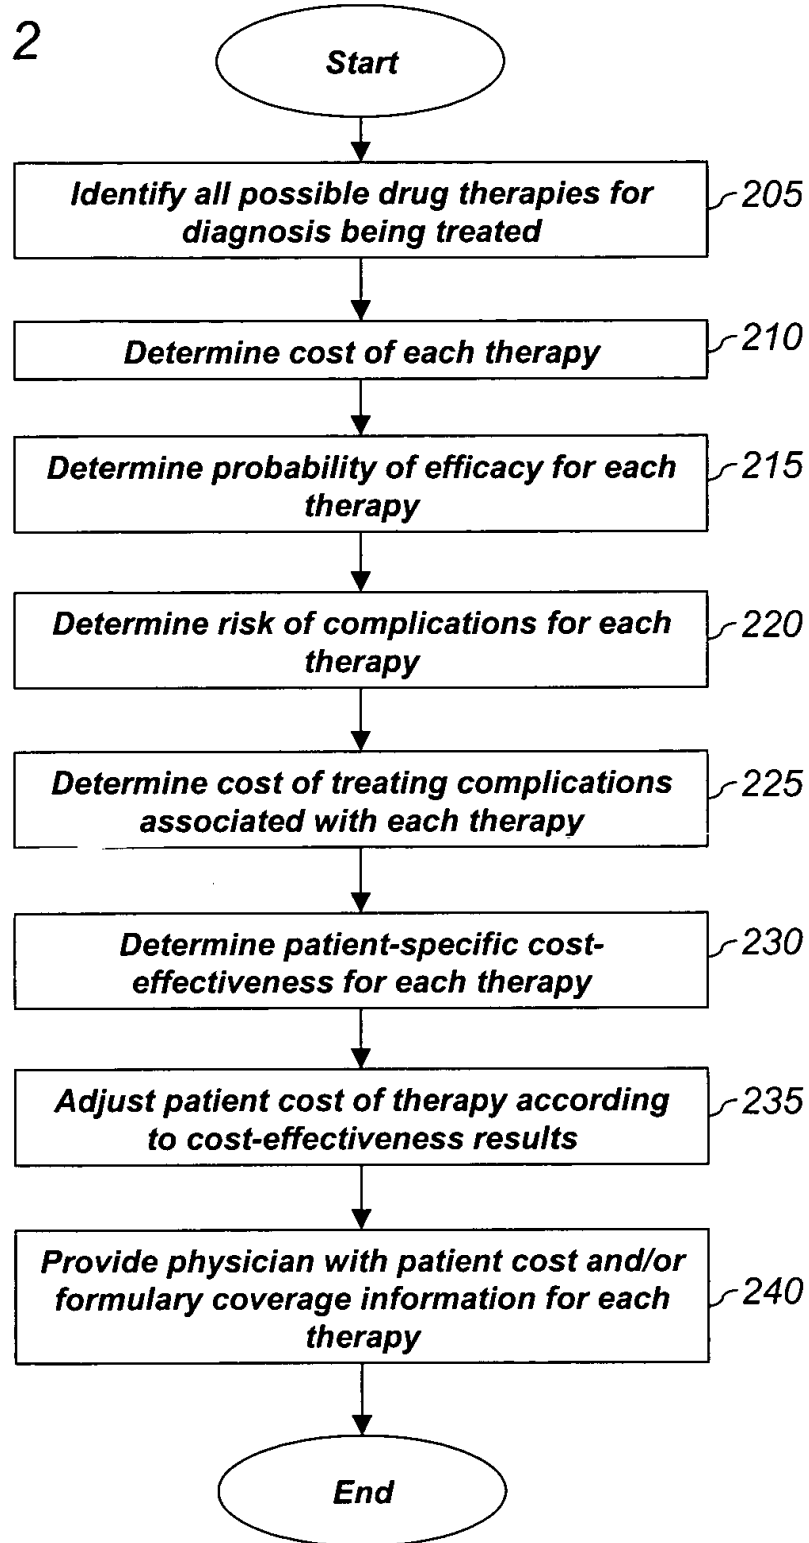 2
Start
Identify all possible drug therapies for
diagnosis being treated
205
Determine cost of each therapy
210
Determine probability of efficacy for each
therapy
215
Determine risk of complications for each
therapy
220
Determine cost of treating complications
associated with each therapy
225
Determine patient-specific cost-
effectiveness for each therapy
230
Adjust patient cost of therapy according
to cost-effectiveness results
235
Provide physician with patient cost and/or
formulary coverage information for each
therapy
240
End